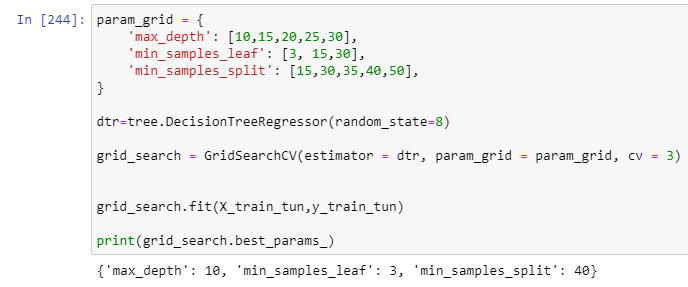 In [244]: param_grid = {
    'max_depth': [10,15,20,25,30],
    'min_samples_leaf': [3, 15,30],
    'min_samples_split': [15,30,35,40,50],
}
dtr=tree.DecisionTreeRegressor(random_state=8)
grid_search = GridSearchCV(estimator = dtr, param_grid = param_grid, cv = 3)
grid_search.fit(X_train_tun,y_train_tun)
print(grid_search.best_params_)
{'max_depth': 10, 'min_samples_leaf': 3, 'min_samples_split': 40}